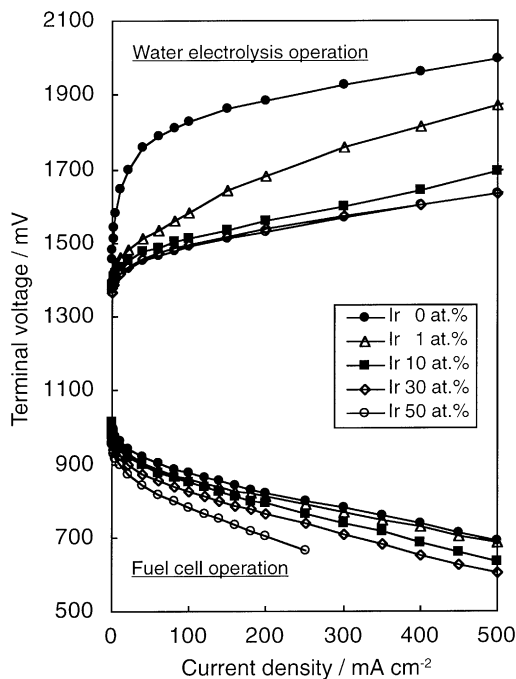 2100
1900
1700
1500
1300
1100
900
700
500
Terminal voltage / mV
Water electrolysis operation
Ir 0 at.%
Ir 1 at.%
Ir 10 at.%
Ir 30 at.%
Ir 50 at.%
Fuel cell operation
0 100 200 300 400 500
Current density / mA cm⁻²